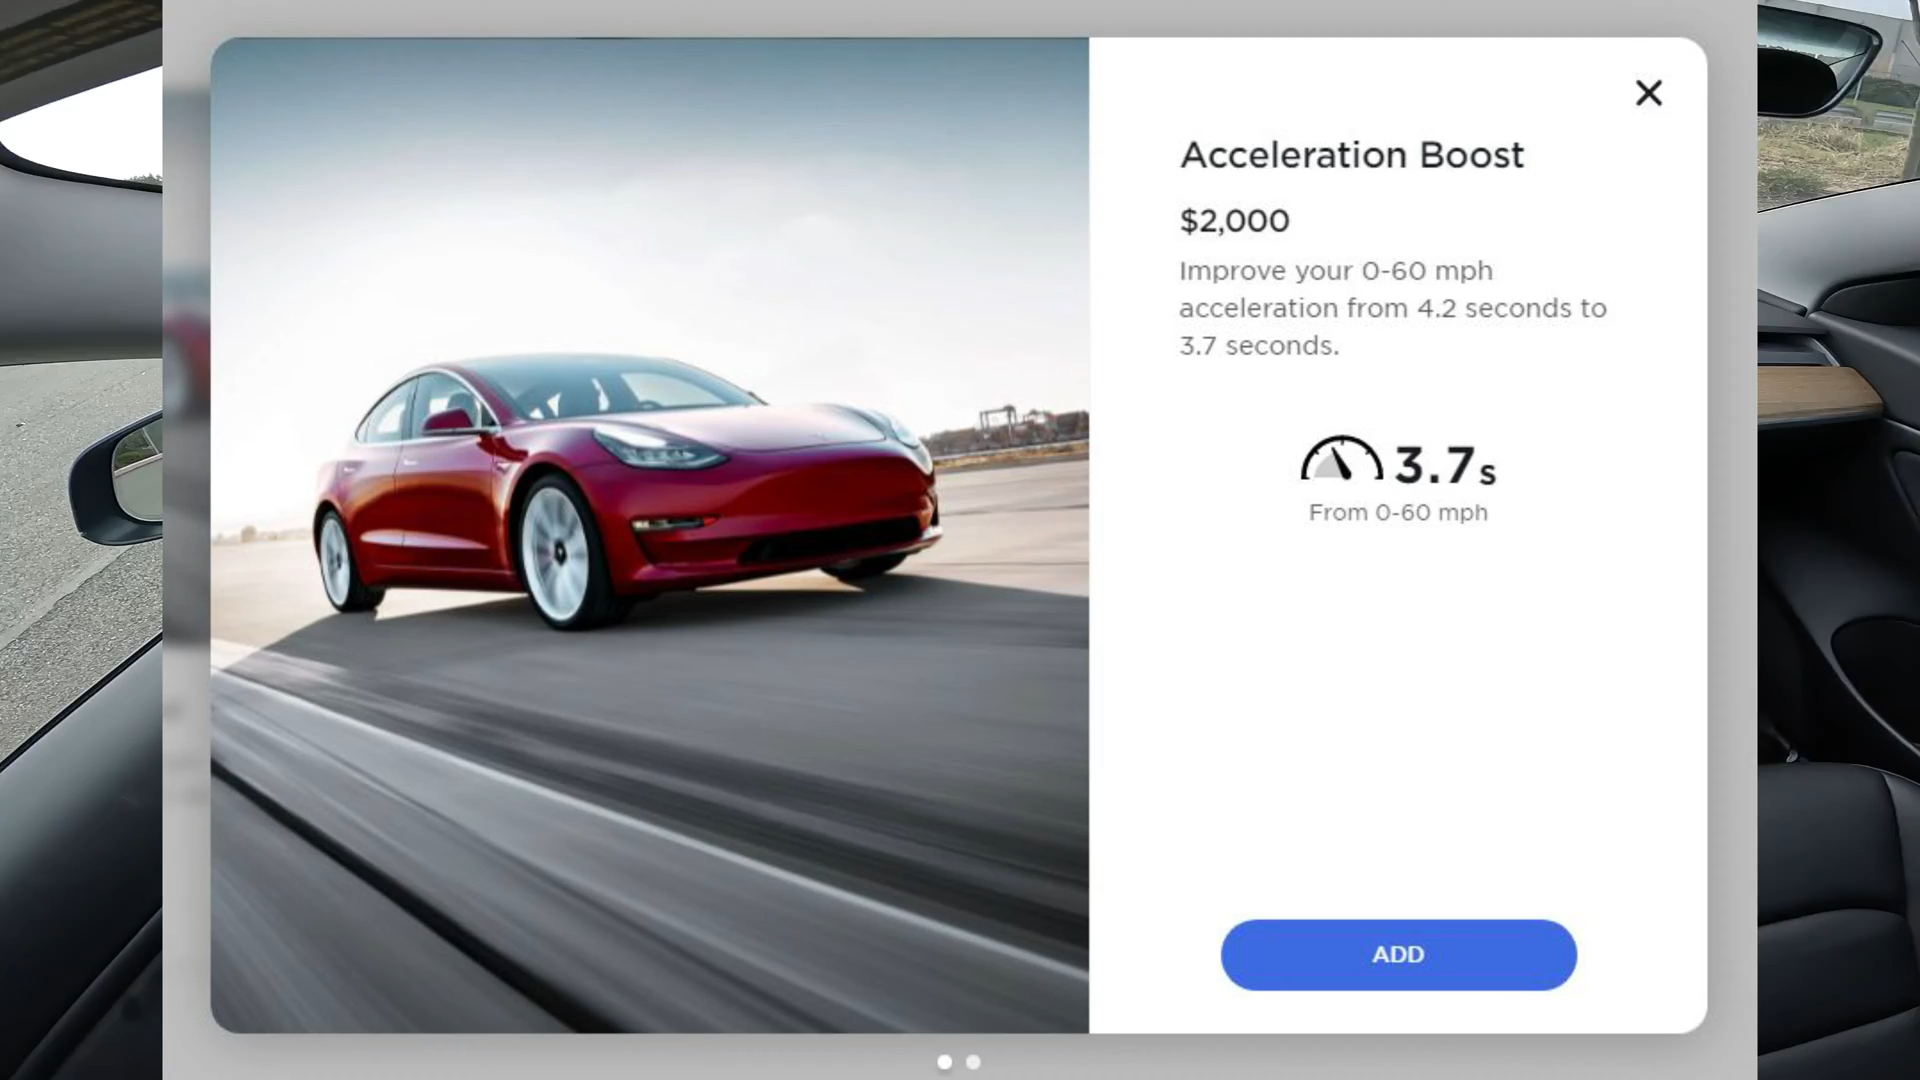 Acceleration Boost
$2,000
Improve your 0-60 mph
acceleration from 4.2 seconds to
3.7 seconds.
3.7s
From 0-60 mph
ADD